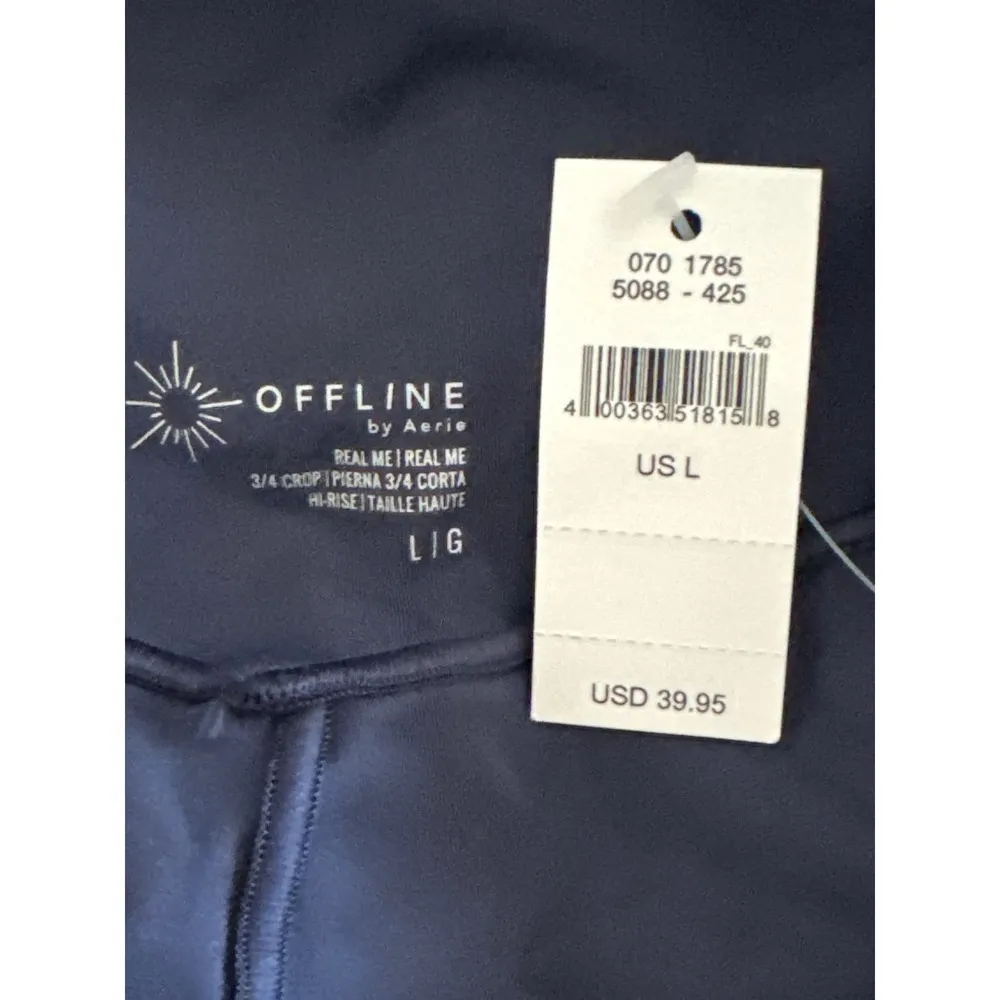 OFFLINE
by Aerie
REAL ME | REAL ME
3/4 CROP | PIERNA 3/4 CORTA
HI-RISE | TAILLE HAUTE
L | G
070 1785
5088 - 425
FL_40
4 00363 51815 8
US L
USD 39.95